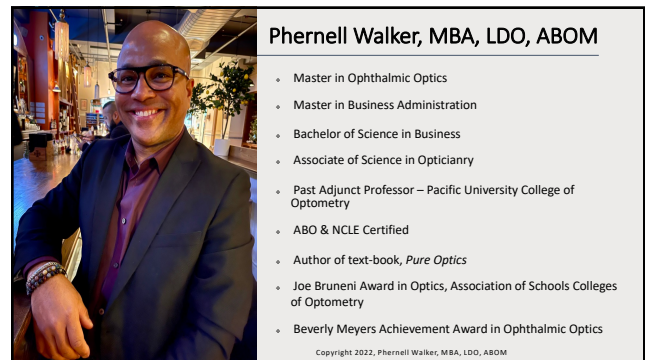 Phernell Walker, MBA, LDO, ABOM
Master in Ophthalmic Optics
Master in Business Administration
Bachelor of Science in Business
Associate of Science in Opticianry
Past Adjunct Professor – Pacific University College of
Optometry
ABO & NCLE Certified
Author of text-book, Pure Optics
Joe Bruneni Award in Optics, Association of Schools Colleges
of Optometry
Beverly Meyers Achievement Award in Ophthalmic Optics
Copyright 2022, Phernell Walker, MBA, LDO, ABOM